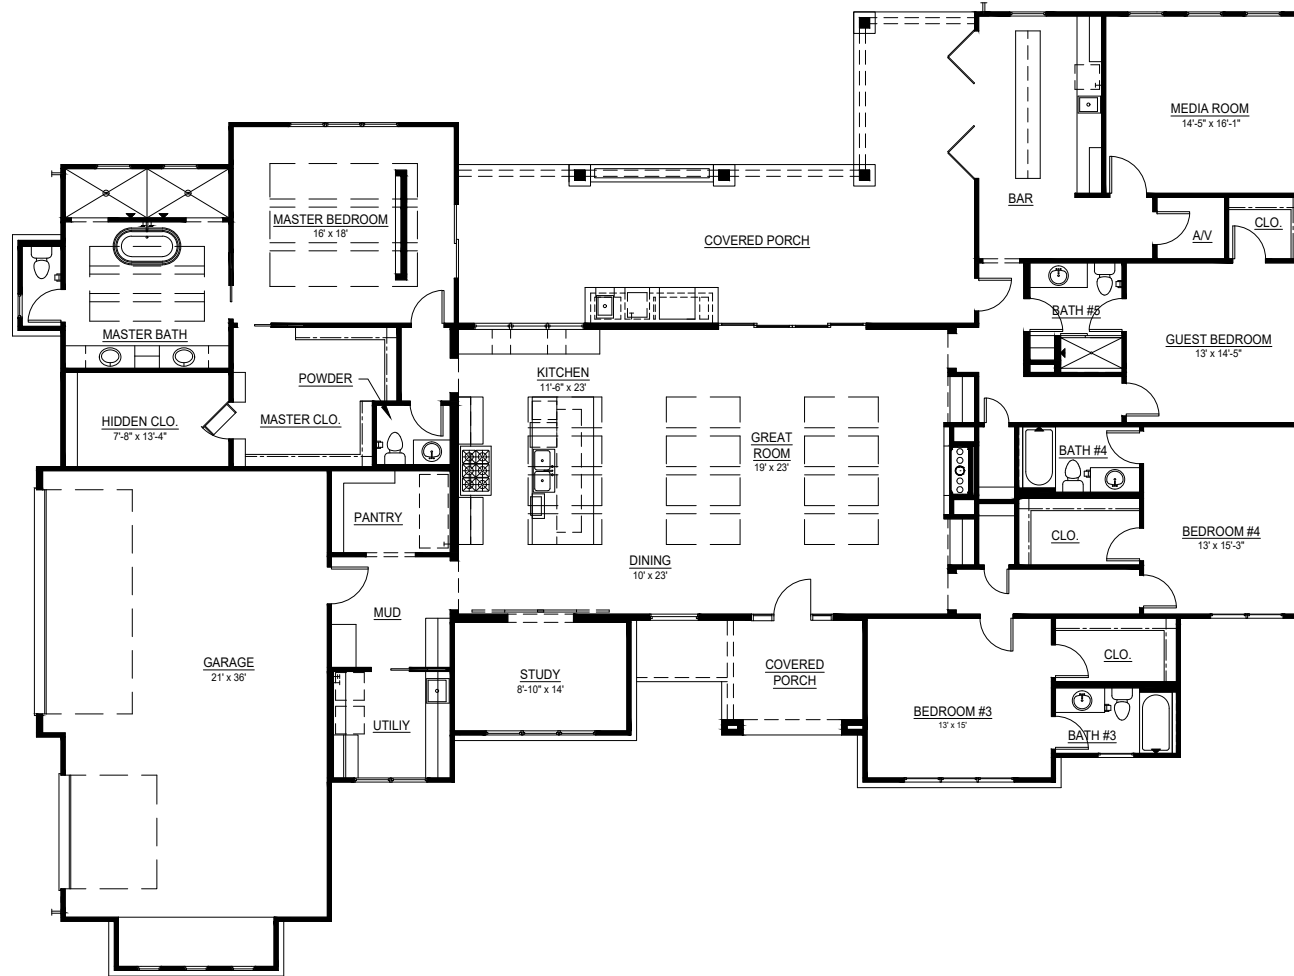 MEDIA ROOM
14'-5" x 16'-1"
BAR
A/V
CLO.
MASTER BEDROOM
16' x 18'
COVERED PORCH
MASTER BATH
BATH #5
GUEST BEDROOM
13' x 14'-5"
KITCHEN
11'-6" x 23'
POWDER
HIDDEN CLO.
7'-8" x 13'-4"
MASTER CLO.
GREAT
ROOM
19' x 23'
BATH #4
PANTRY
CLO.
BEDROOM #4
13' x 15'-3"
DINING
10' x 23'
MUD
GARAGE
21' x 36'
STUDY
8'-10" x 14'
COVERED
PORCH
CLO.
UTILIY
BEDROOM #3
13' x 15'
BATH #3